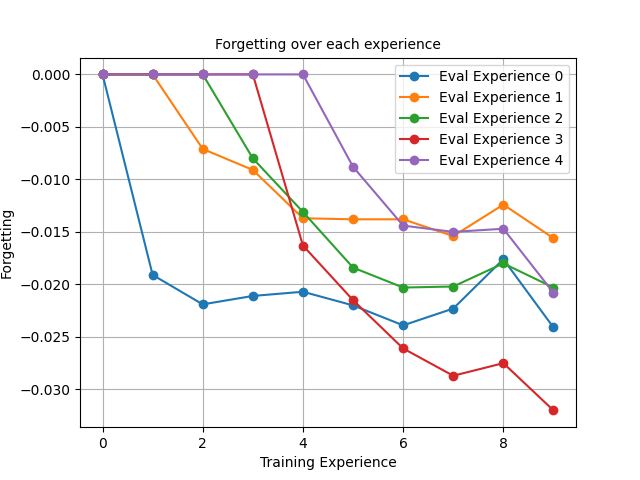 Forgetting over each experience
0.000
−0.005
−0.010
−0.015
−0.020
−0.025
−0.030
Forgetting
Eval Experience 0
Eval Experience 1
Eval Experience 2
Eval Experience 3
Eval Experience 4
0 2 4 6 8
Training Experience